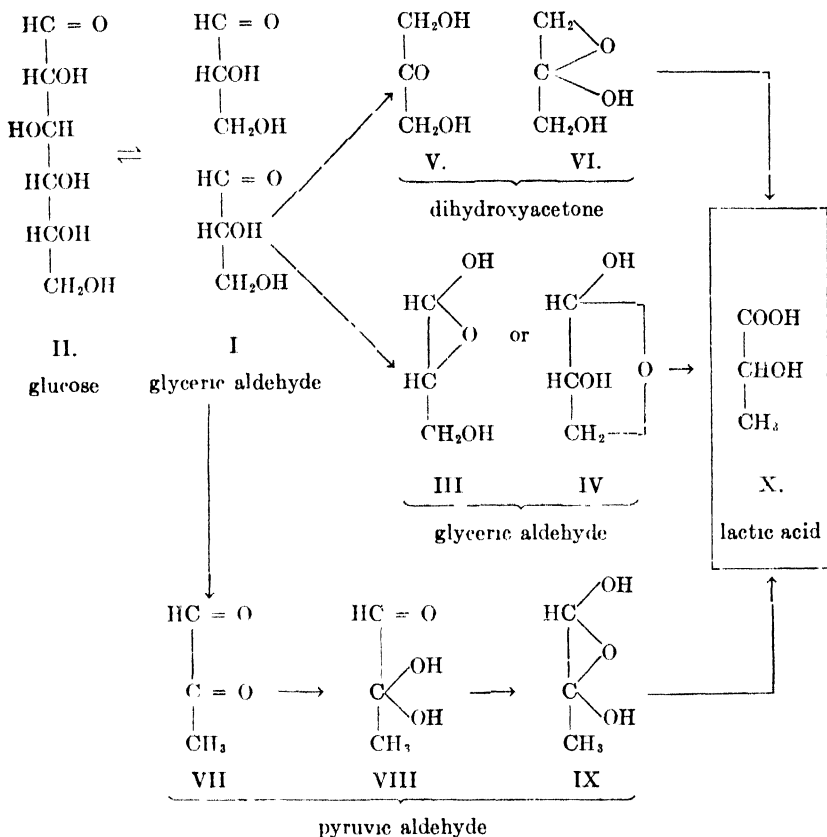 HC = O
HCOH
HOCH
HCOH
HCOH
CH₂OH
II.
glucose
⇌
HC = O
HCOH
CH₂OH
HC = O
HCOH
CH₂OH
I
glyceric aldehyde
CH₂OH
CO
CH₂OH
V.
CH₂
O
C
OH
CH₂OH
VI.
dihydroxyacetone
OH
HC
O
HC
CH₂OH
III
or
OH
HC
HCOH O
CH₂
IV
glyceric aldehyde
COOH
CHOH
CH₃
X.
lactic acid
HC = O
C = O
CH₃
VII
HC = O
OH
C
OH
CH₃
VIII
OH
HC
O
C
OH
CH₃
IX
pyruvic aldehyde